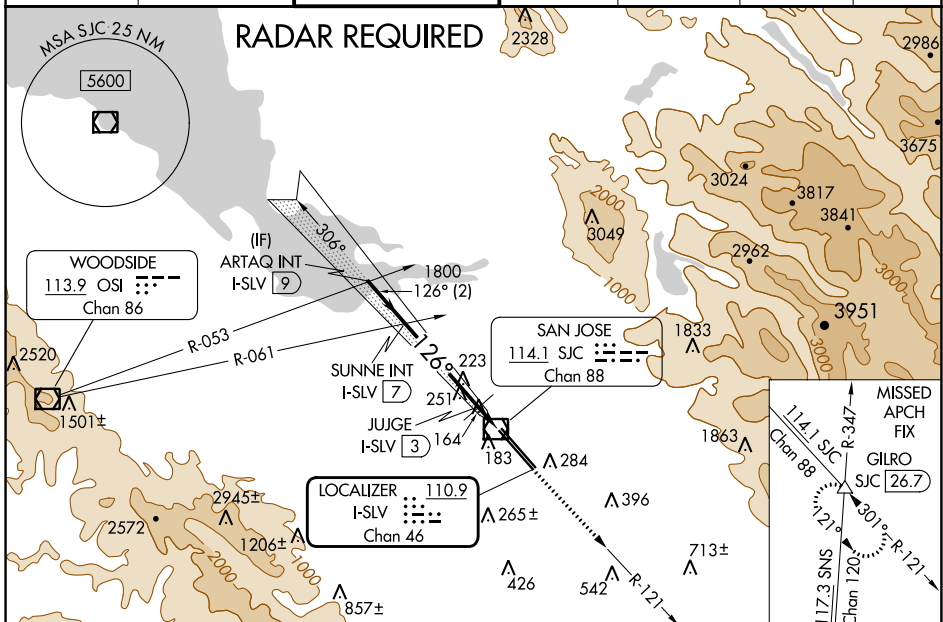 RADAR REQUIRED
MSA SJC 25 NM
5600
2328
2986
3675
3024
3817
3841
2000
3049
2962
1000
3000
3951
3000
306°
(IF)
ARTAQ INT
I-SLV 9
1800
126° (2)
WOODSIDE
113.9 OSI
Chan 86
R-053
R-061
126°
SUNNE INT
I-SLV 7
SAN JOSE
114.1 SJC
Chan 88
1833
2520
1501±
223
251
JUJGE
I-SLV 3
164
183
1863
284
LOCALIZER 110.9
I-SLV
Chan 46
396
265±
2945±
2572
1206±
1000
2000
857±
426
542
713±
R-121
MISSED
APCH
FIX
GILRO
SJC 26.7
114.1 SJC
Chan 88
R-347
301°
121°
R-121
117.3 SNS
Chan 120